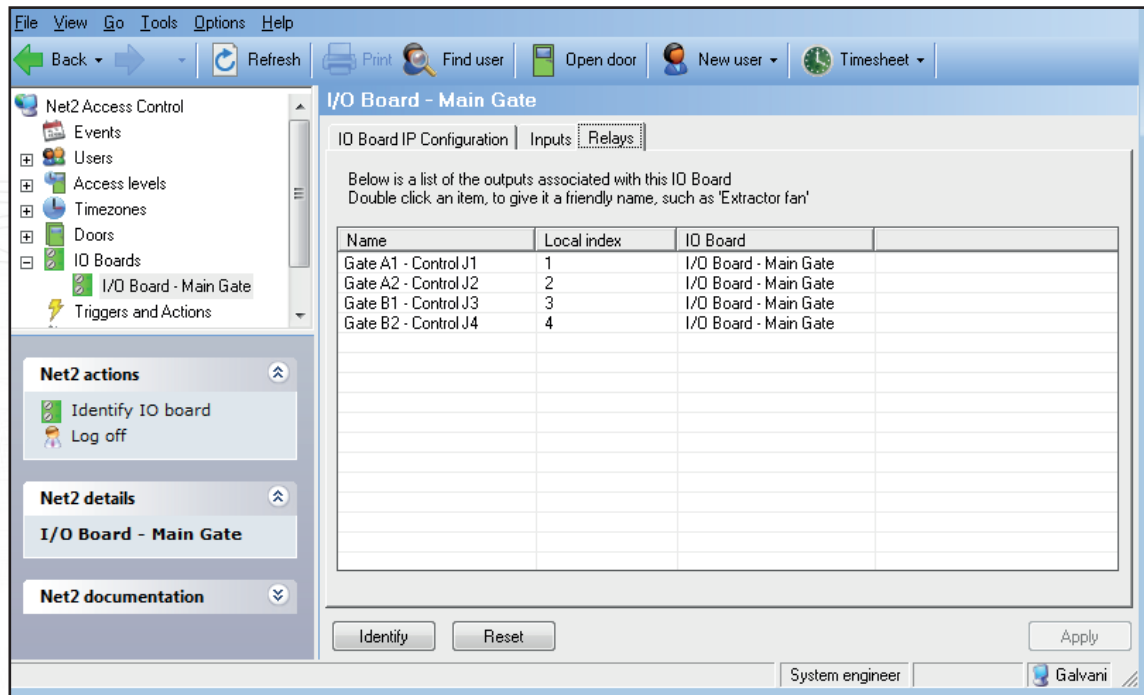 File View Go Tools Options Help
Back Refresh Print Find user Open door New user Timesheet
Net2 Access Control
Events
Users
Access levels
Timezones
Doors
IO Boards
I/O Board - Main Gate
Triggers and Actions
Net2 actions
Identify IO board
Log off
Net2 details
I/O Board - Main Gate
Net2 documentation
I/O Board - Main Gate
IO Board IP Configuration Inputs Relays
Below is a list of the outputs associated with this IO Board
Double click an item, to give it a friendly name, such as 'Extractor fan'
Name Local index IO Board
Gate A1 - Control J1 1 I/O Board - Main Gate
Gate A2 - Control J2 2 I/O Board - Main Gate
Gate B1 - Control J3 3 I/O Board - Main Gate
Gate B2 - Control J4 4 I/O Board - Main Gate
Identify Reset Apply
System engineer Galvani